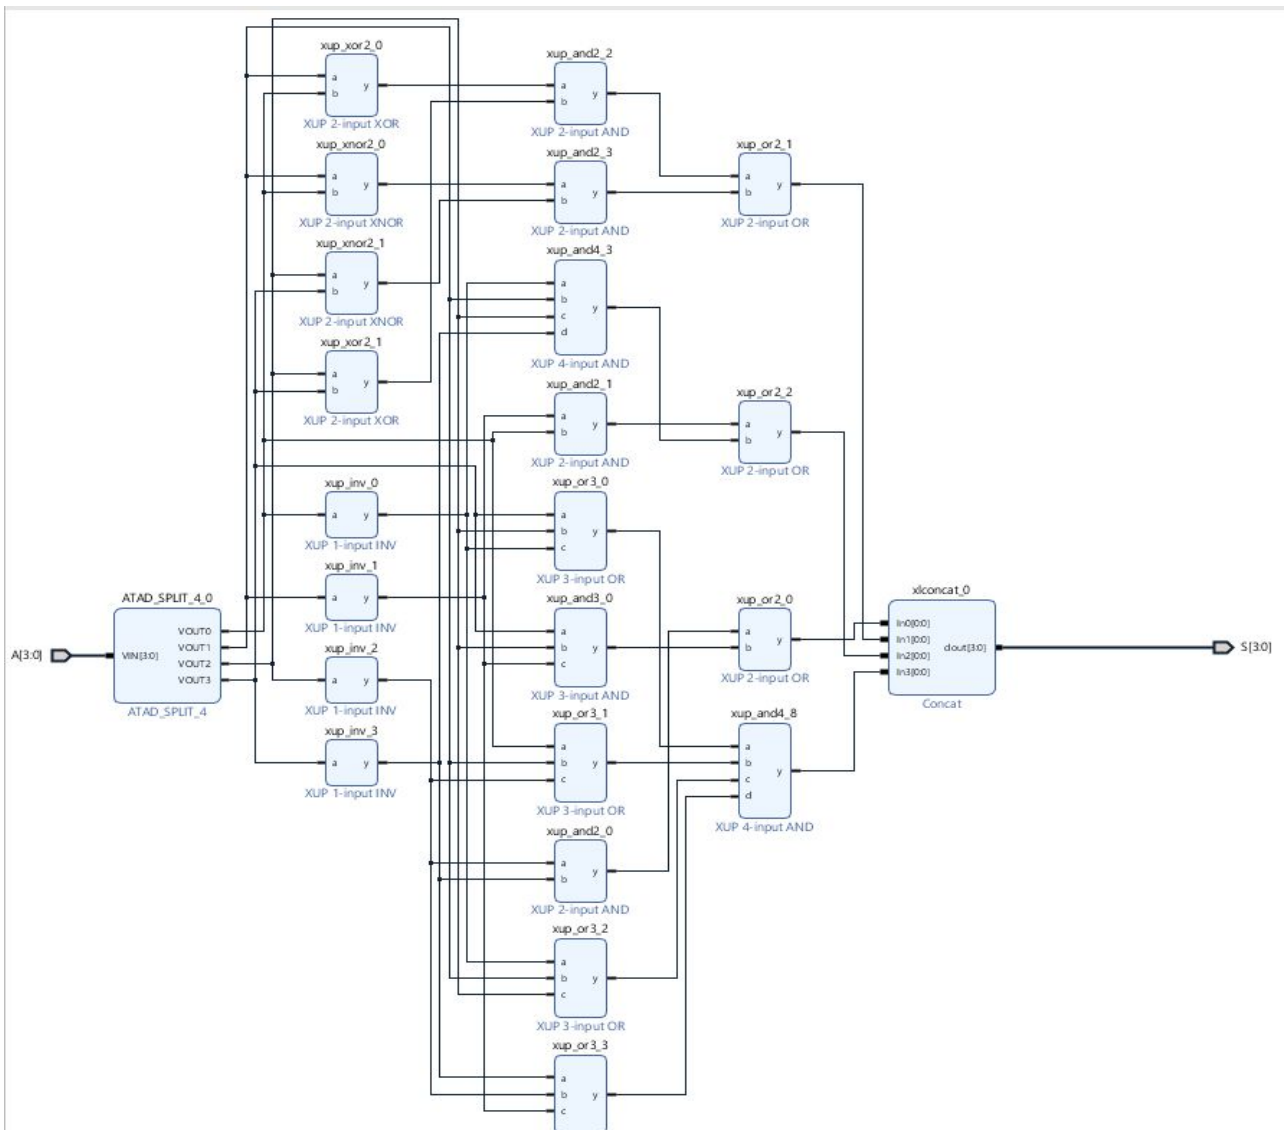 xup_xor2_0
a
b
y
XUP 2-input XOR
xup_xnor2_0
a
b
y
XUP 2-input XNOR
xup_xnor2_1
a
b
y
XUP 2-input XNOR
xup_xor2_1
a
b
y
XUP 2-input XOR
xup_inv_0
a
y
XUP 1-input INV
xup_inv_1
a
y
XUP 1-input INV
xup_inv_2
a
y
XUP 1-input INV
xup_inv_3
a
y
XUP 1-input INV
A[3:0]
ATAD_SPLIT_4_0
VIN[3:0]
VOUT0
VOUT1
VOUT2
VOUT3
ATAD_SPLIT_4
xup_and2_2
a
b
y
XUP 2-input AND
xup_and2_3
a
b
y
XUP 2-input AND
xup_and4_3
a
b
c
d
y
XUP 4-input AND
xup_and2_1
a
b
y
XUP 2-input AND
xup_or3_0
a
b
c
y
XUP 3-input OR
xup_and3_0
a
b
c
y
XUP 3-input AND
xup_or3_1
a
b
c
y
XUP 3-input OR
xup_and2_0
a
b
y
XUP 2-input AND
xup_or3_2
a
b
c
y
XUP 3-input OR
xup_or3_3
a
b
c
y
xup_or2_1
a
b
y
XUP 2-input OR
xup_or2_2
a
b
y
XUP 2-input OR
xup_or2_0
a
b
y
XUP 2-input OR
xup_and4_8
a
b
c
d
y
XUP 4-input AND
xlconcat_0
In0[0:0]
In1[0:0]
In2[0:0]
In3[0:0]
dout[3:0]
Concat
S[3:0]